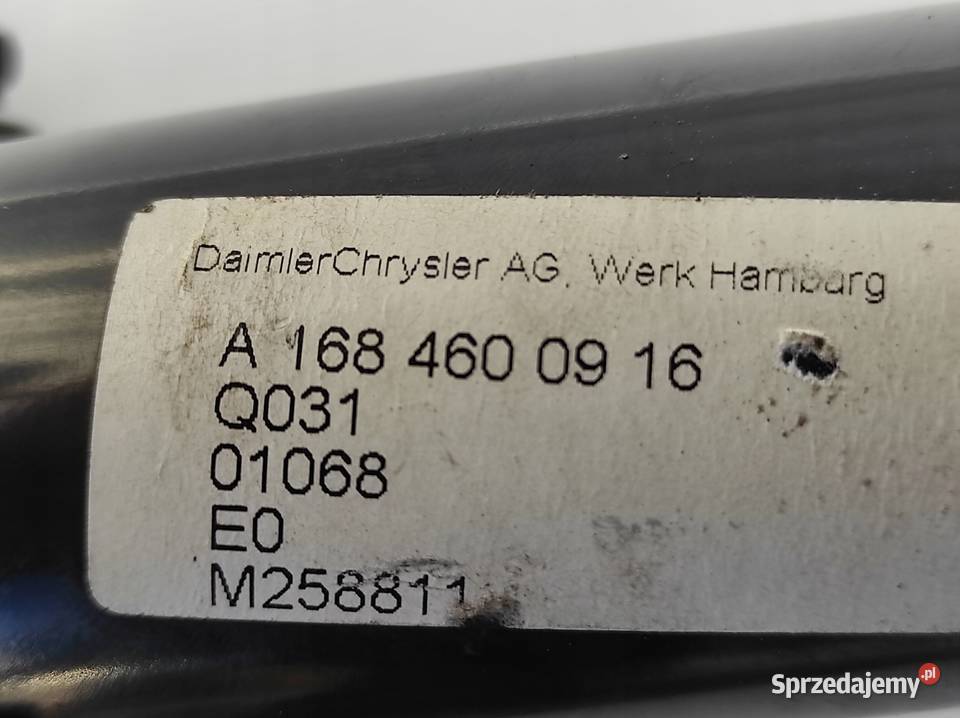 DaimlerChrysler AG, Werk Hamburg
A 168 460 09 16
Q031
01068
E0
M258811
Sprzedajemy.pl